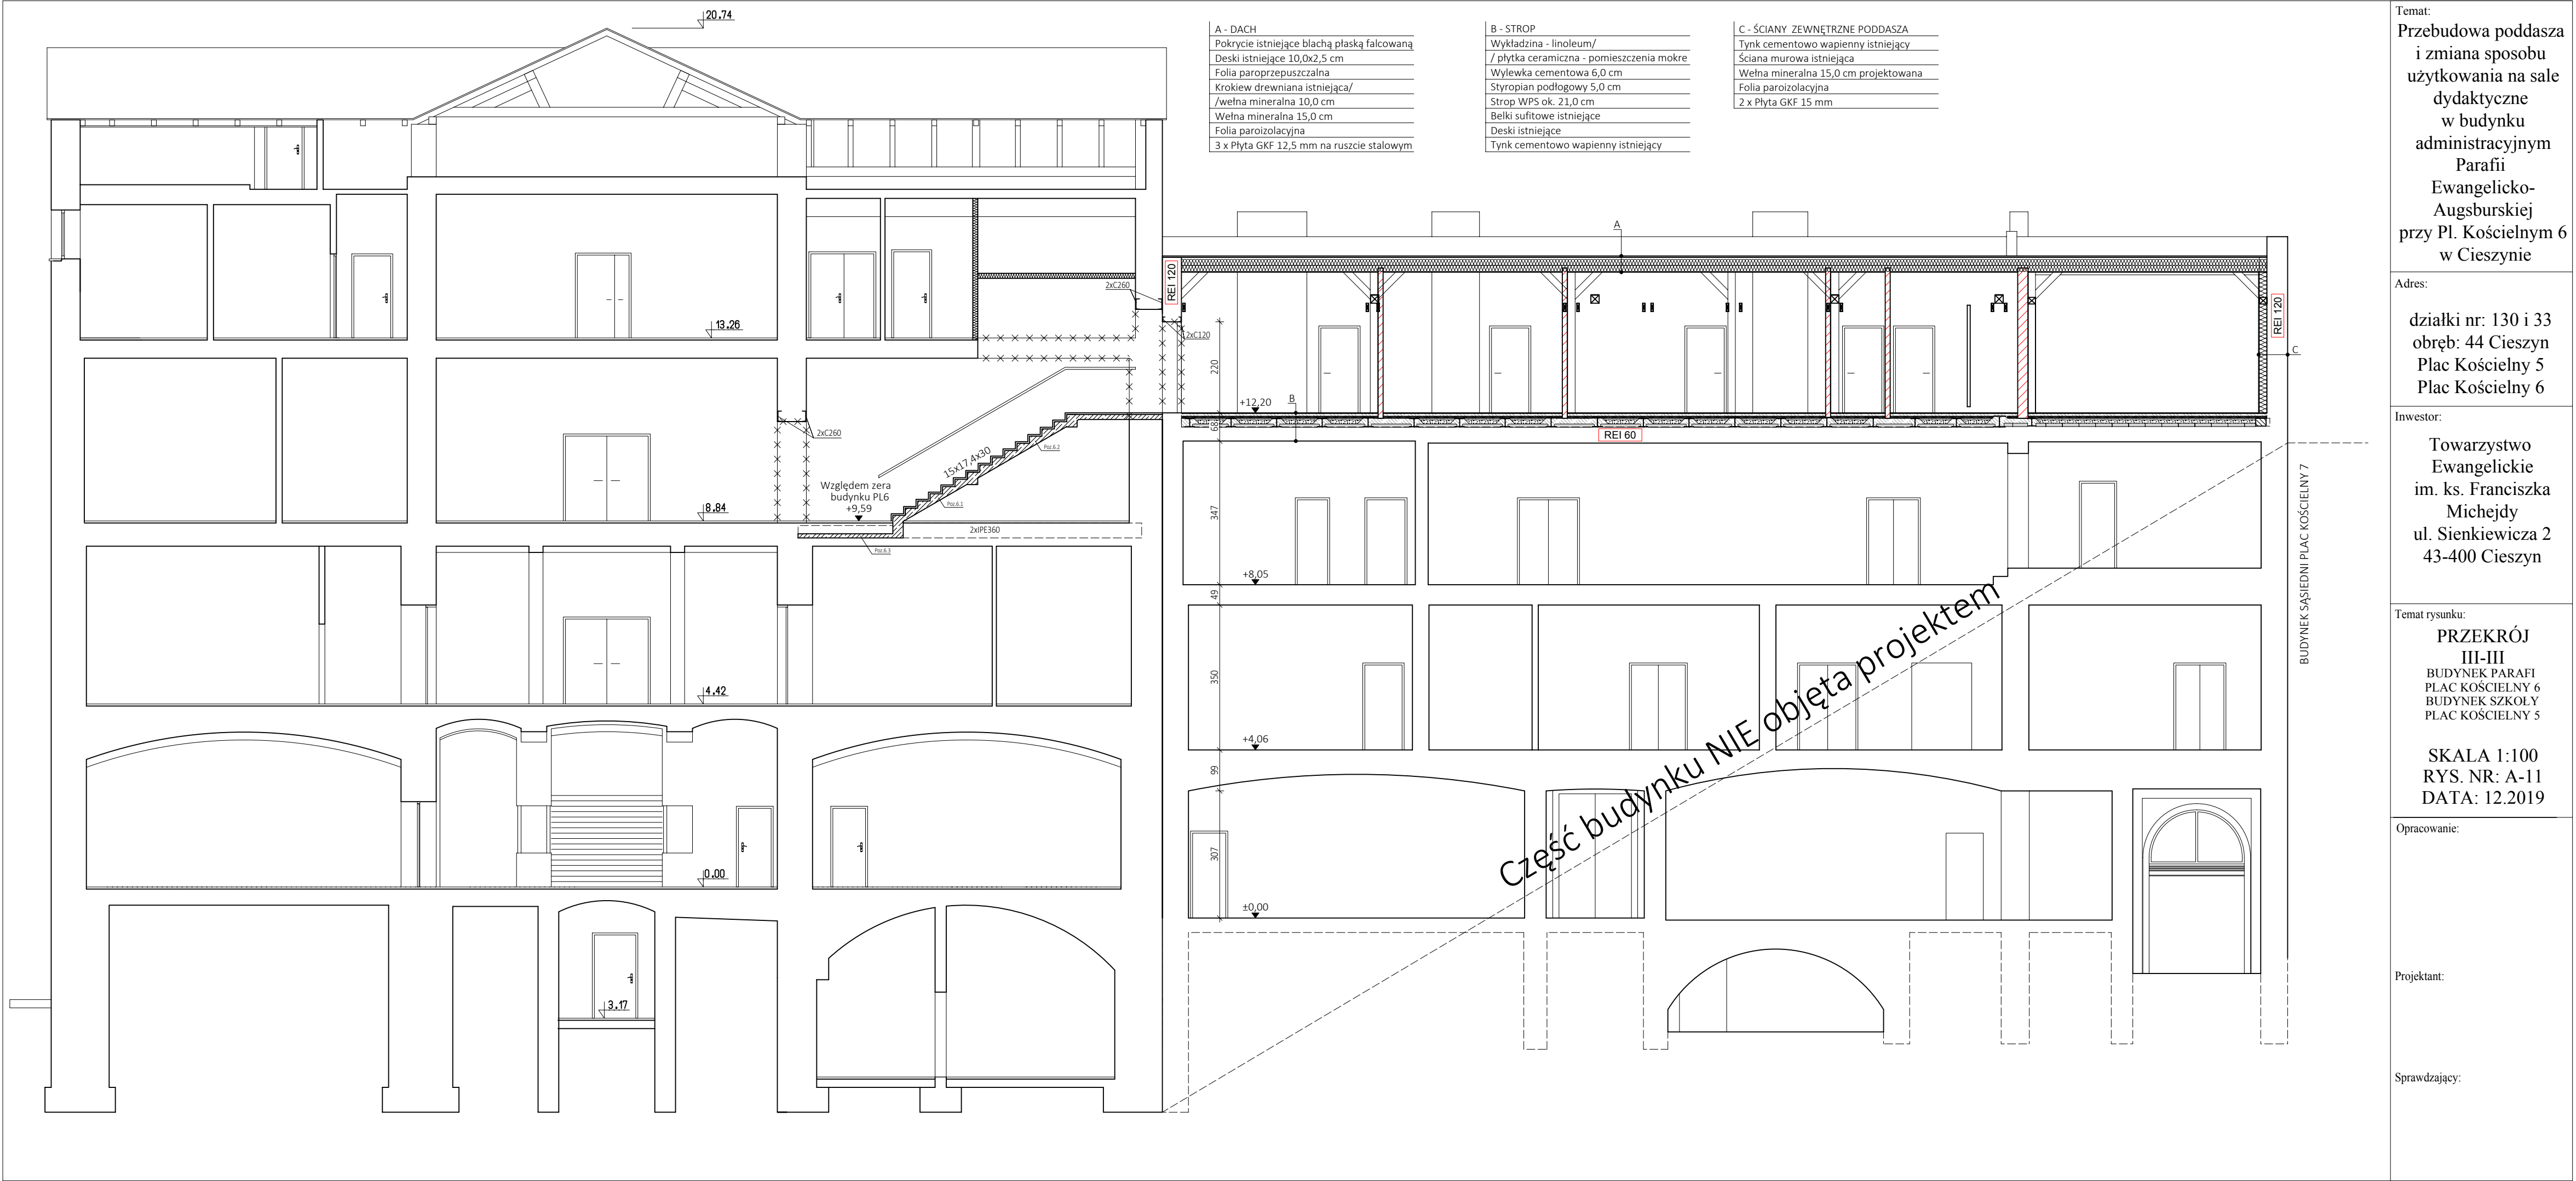 20.74
A - DACH
Pokrycie istniejące blachą płaską falcowaną
Deski istniejące 10,0x2,5 cm
Folia paroprzepuszczalna
Krokiew drewniana istniejąca/
/wełna mineralna 10,0 cm
Wełna mineralna 15,0 cm
Folia paroizolacyjna
3 x Płyta GKF 12,5 mm na ruszcie stalowym
B - STROP
Wykładzina - linoleum/
/ płytka ceramiczna - pomieszczenia mokre
Wylewka cementowa 6,0 cm
Styropian podłogowy 5,0 cm
Strop WPS ok. 21,0 cm
Belki sufitowe istniejące
Deski istniejące
Tynk cementowo wapienny istniejący
C - ŚCIANY ZEWNĘTRZNE PODDASZA
Tynk cementowo wapienny istniejący
Ściana murowa istniejąca
Wełna mineralna 15,0 cm projektowana
Folia paroizolacyjna
2 x Płyta GKF 15 mm
A
REI 120
2xC260
REI 120
13.26
2xC120
C
220
B
+12,20
68
2xC260
REI 60
15x17,4x30
Poz.6.2
Względem zera
budynku PL6
+9,59
Poz.6.1
8.84
2xIPE360
Poz.6.3
347
BUDYNEK SĄSIEDNI PLAC KOŚCIELNY 7
+8,05
49
Część budynku NIE objęta projektem
350
4.42
+4,06
99
307
0.00
±0,00
3.17
Temat:
Przebudowa poddasza
i zmiana sposobu
użytkowania na sale
dydaktyczne
w budynku
administracyjnym
Parafii
Ewangelicko-
Augsburskiej
przy Pl. Kościelnym 6
w Cieszynie
Adres:
działki nr: 130 i 33
obręb: 44 Cieszyn
Plac Kościelny 5
Plac Kościelny 6
Inwestor:
Towarzystwo
Ewangelickie
im. ks. Franciszka
Michejdy
ul. Sienkiewicza 2
43-400 Cieszyn
Temat rysunku:
PRZEKRÓJ
III-III
BUDYNEK PARAFI
PLAC KOŚCIELNY 6
BUDYNEK SZKOŁY
PLAC KOŚCIELNY 5
SKALA 1:100
RYS. NR: A-11
DATA: 12.2019
Opracowanie:
Projektant:
Sprawdzający: